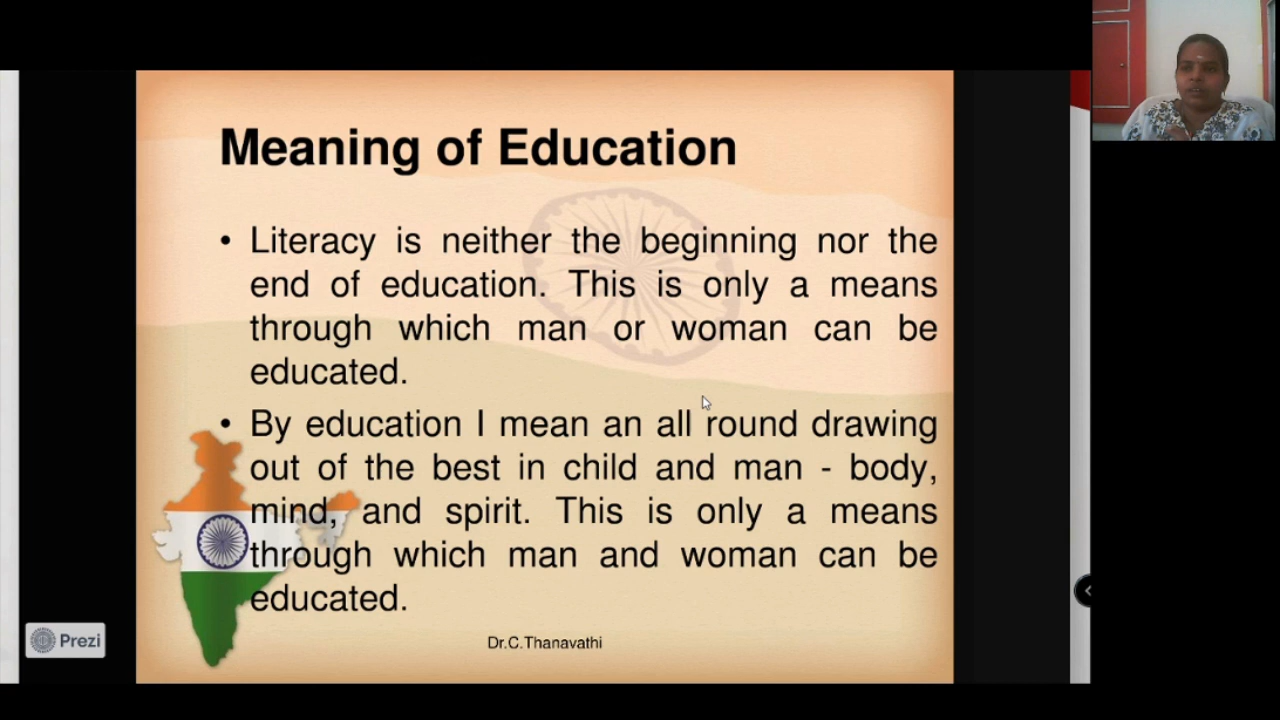 Meaning of Education
• Literacy is neither the beginning nor the
end of education. This is only a means
through which man or woman can be
educated.
• By education I mean an all round drawing
out of the best in child and man - body,
mind, and spirit. This is only a means
through which man and woman can be
educated.
Dr.C.Thanavathi
Prezi